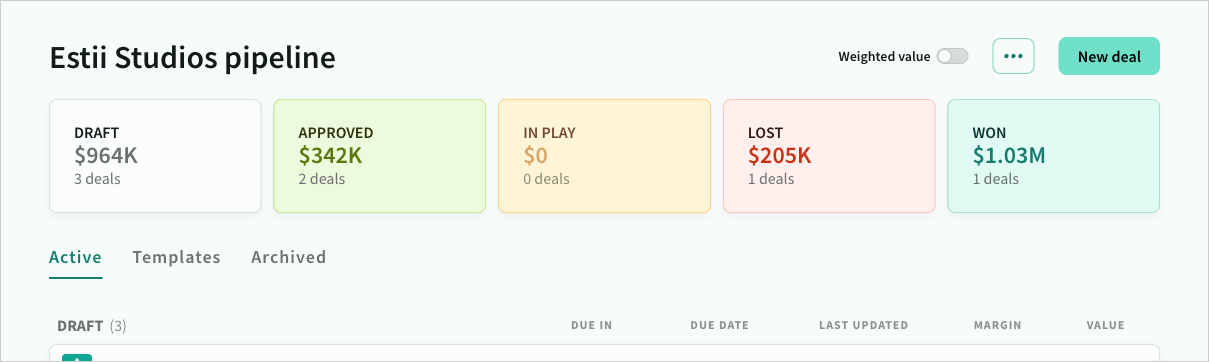 Estii Studios pipeline
Weighted value
New deal
DRAFT
$964K
3 deals
APPROVED
$342K
2 deals
IN PLAY
$0
0 deals
LOST
$205K
1 deals
WON
$1.03M
1 deals
Active Templates Archived
DRAFT (3) DUE IN DUE DATE LAST UPDATED MARGIN VALUE